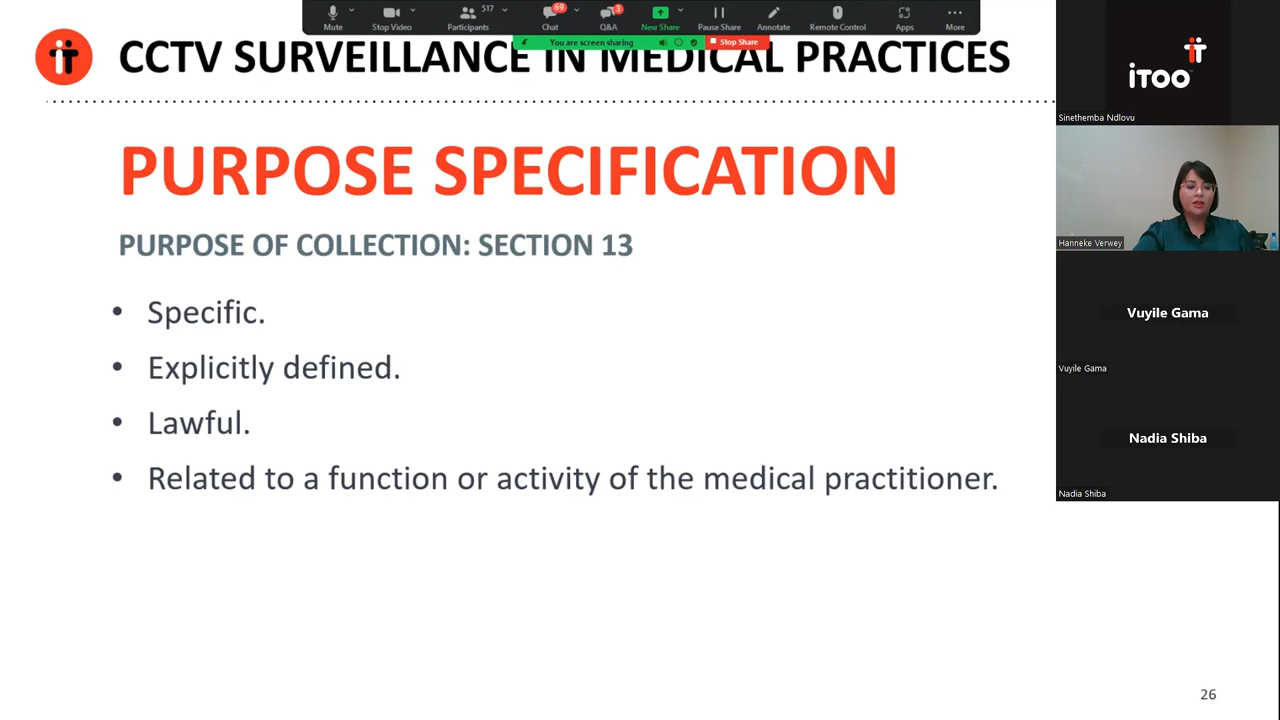 517
69
3
Mute
Stop Video
Participants
Chat
Q&A
New Share
Pause Share
Annotate
Remote Control
Apps
More
You are screen sharing
Stop Share
CCTV SURVEILLANCE IN MEDICAL PRACTICES
PURPOSE SPECIFICATION
PURPOSE OF COLLECTION: SECTION 13
• Specific.
• Explicitly defined.
• Lawful.
• Related to a function or activity of the medical practitioner.
26
iTOO
Sinethemba Ndlovu
Hanneke Verwey
Vuyile Gama
Vuyile Gama
Nadia Shiba
Nadia Shiba